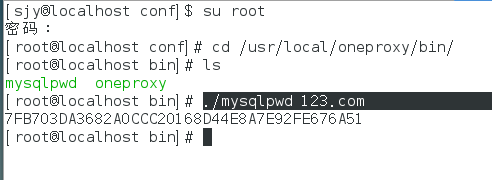 [sjy@localhost conf]$ su root
密码：
[root@localhost conf]# cd /usr/local/oneproxy/bin/
[root@localhost bin]# ls
mysqlpwd  oneproxy
[root@localhost bin]# ./mysqlpwd 123.com
7FB703DA3682A0CCC20168D44E8A7E92FE676A51
[root@localhost bin]#